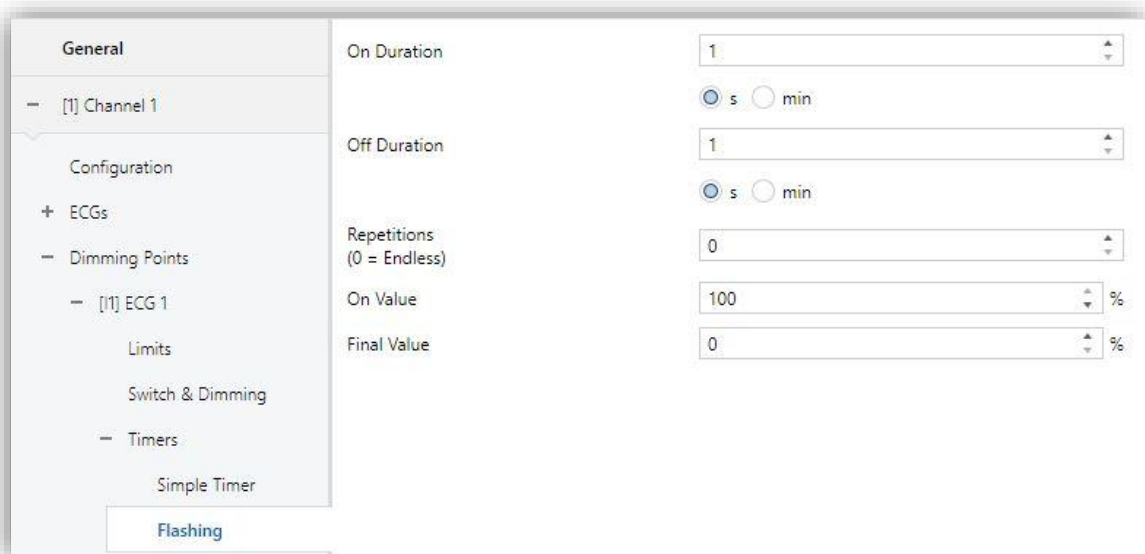 General
[1] Channel 1
Configuration
ECGs
Dimming Points
[I1] ECG 1
Limits
Switch & Dimming
Timers
Simple Timer
Flashing
On Duration 1
s min
Off Duration 1
s min
Repetitions
(0 = Endless) 0
On Value 100 %
Final Value 0 %